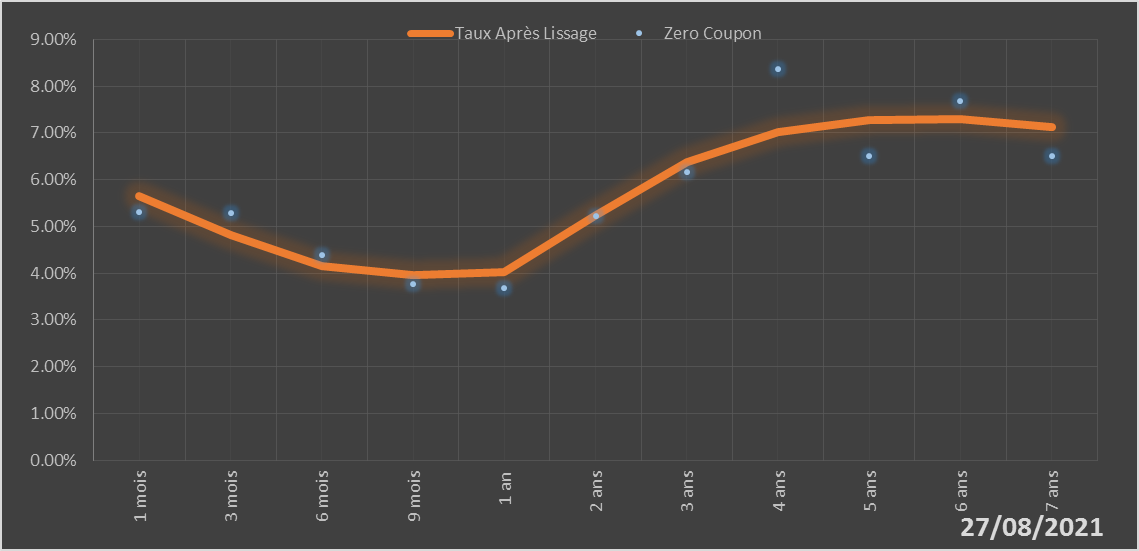 Taux Après Lissage
Zero Coupon
9.00%
8.00%
7.00%
6.00%
5.00%
4.00%
3.00%
2.00%
1.00%
0.00%
1 mois
3 mois
6 mois
9 mois
1 an
2 ans
3 ans
4 ans
5 ans
6 ans
7 ans
27/08/2021